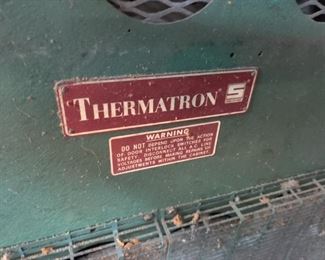 THERMATRON S
WARNING
DO NOT DEPEND UPON THE ACTION
OF DOOR INTERLOCK SWITCHES FOR
SAFETY. DISCONNECT ALL A.C. LINE
VOLTAGES BEFORE MAKING REPAIRS OR
ADJUSTMENTS WITHIN THE CABINET.